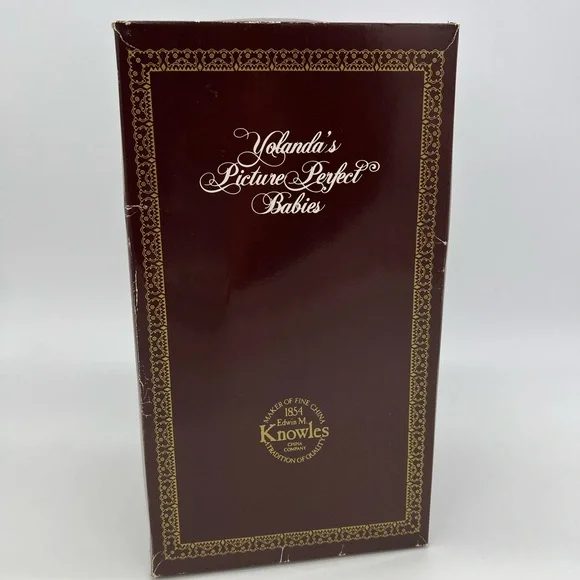 Yolanda's
Picture Perfect
Babies
MAKER OF FINE CHINA
1854
Edwin M.
Knowles
CHINA
COMPANY
TRADITION OF QUALITY